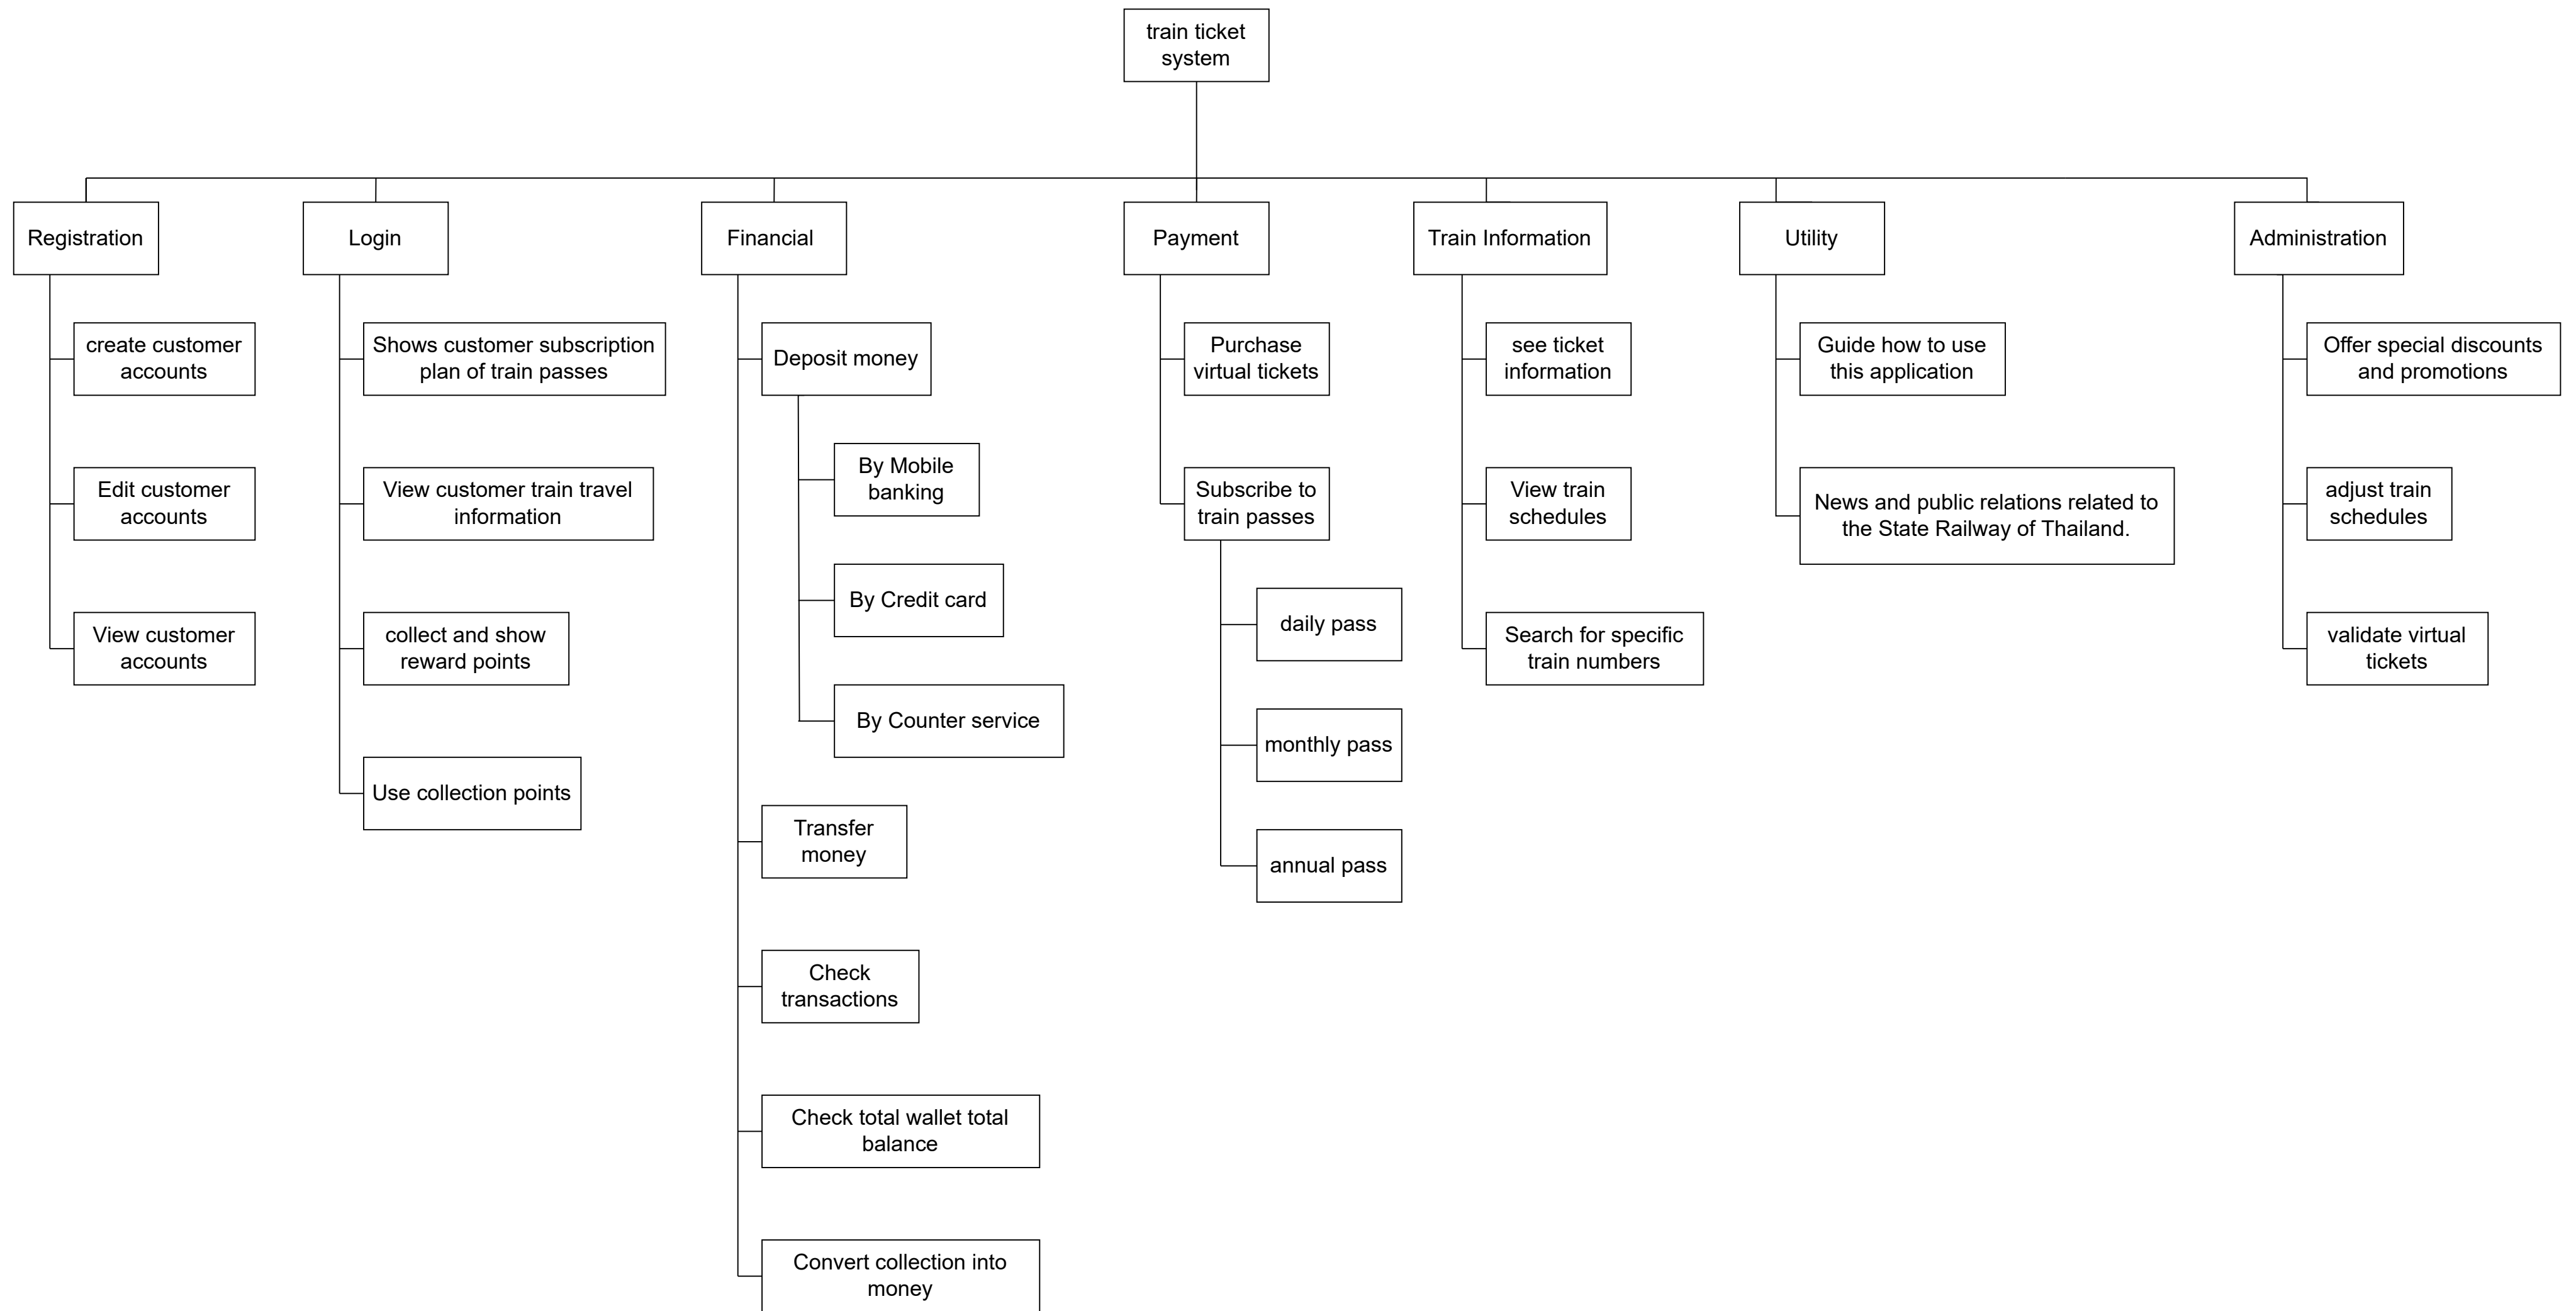 train ticket
system
Registration
Login
Financial
Payment
Train Information
Utility
Administration
create customer
accounts
Edit customer
accounts
View customer
accounts
Shows customer subscription
plan of train passes
View customer train travel
information
collect and show
reward points
Use collection points
Deposit money
By Mobile
banking
By Credit card
By Counter service
Transfer
money
Check
transactions
Check total wallet total
balance
Convert collection into
money
Purchase
virtual tickets
Subscribe to
train passes
daily pass
monthly pass
annual pass
see ticket
information
View train
schedules
Search for specific
train numbers
Guide how to use
this application
News and public relations related to
the State Railway of Thailand.
Offer special discounts
and promotions
adjust train
schedules
validate virtual
tickets